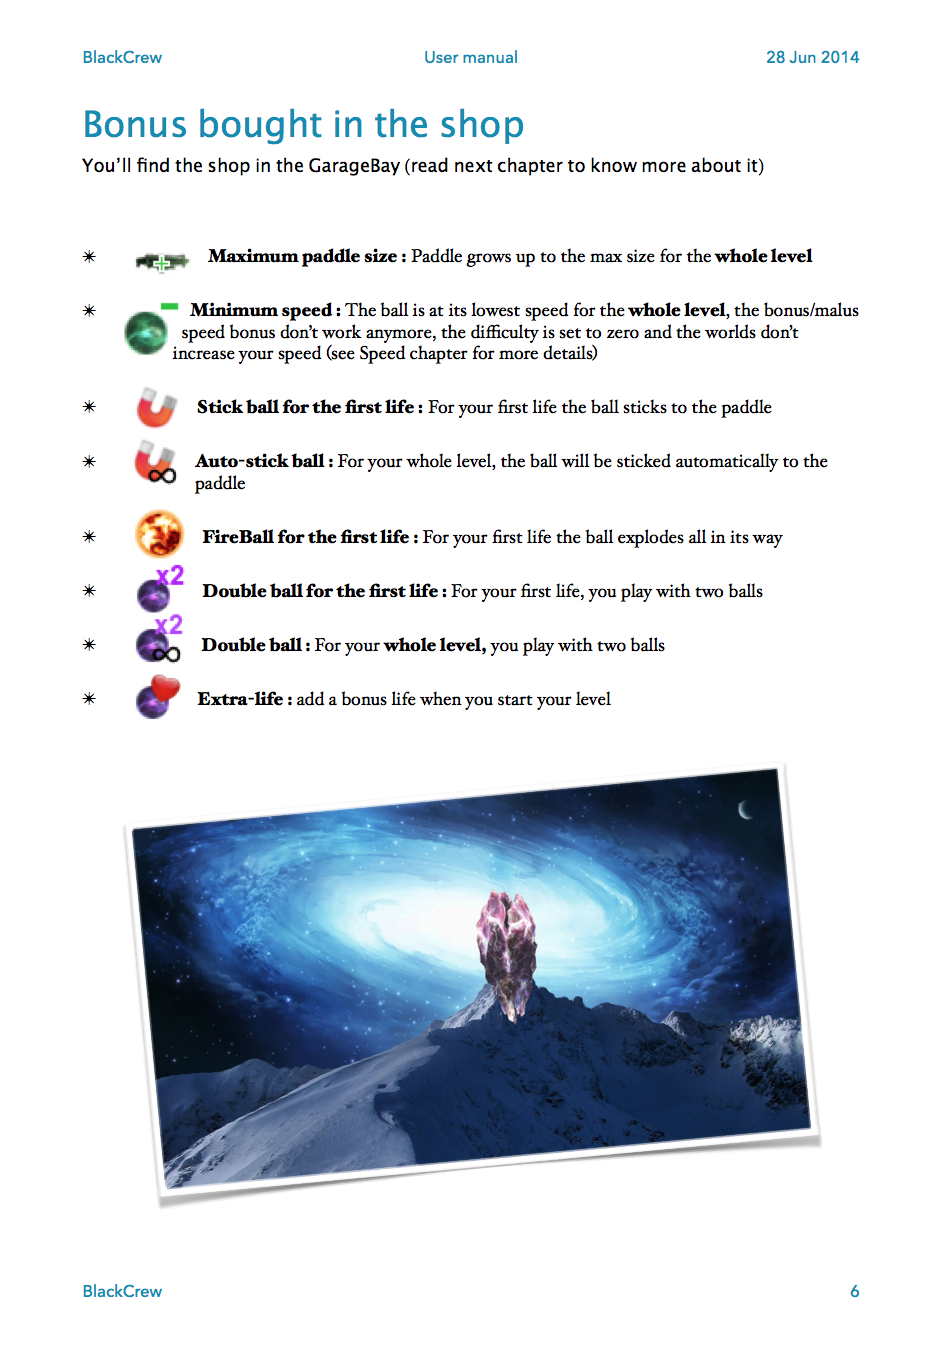 BlackCrew User manual 28 Jun 2014
Bonus bought in the shop
You'll find the shop in the GarageBay (read next chapter to know more about it)
✴ Maximum paddle size : Paddle grows up to the max size for the whole level
✴ Minimum speed : The ball is at its lowest speed for the whole level, the bonus/malus
speed bonus don't work anymore, the difficulty is set to zero and the worlds don't
increase your speed (see Speed chapter for more details)
✴ Stick ball for the first life : For your first life the ball sticks to the paddle
✴ Auto-stick ball : For your whole level, the ball will be sticked automatically to the
paddle
✴ FireBall for the first life : For your first life the ball explodes all in its way
x2
✴ Double ball for the first life : For your first life, you play with two balls
x2
✴ Double ball : For your whole level, you play with two balls
✴ Extra-life : add a bonus life when you start your level
BlackCrew 6